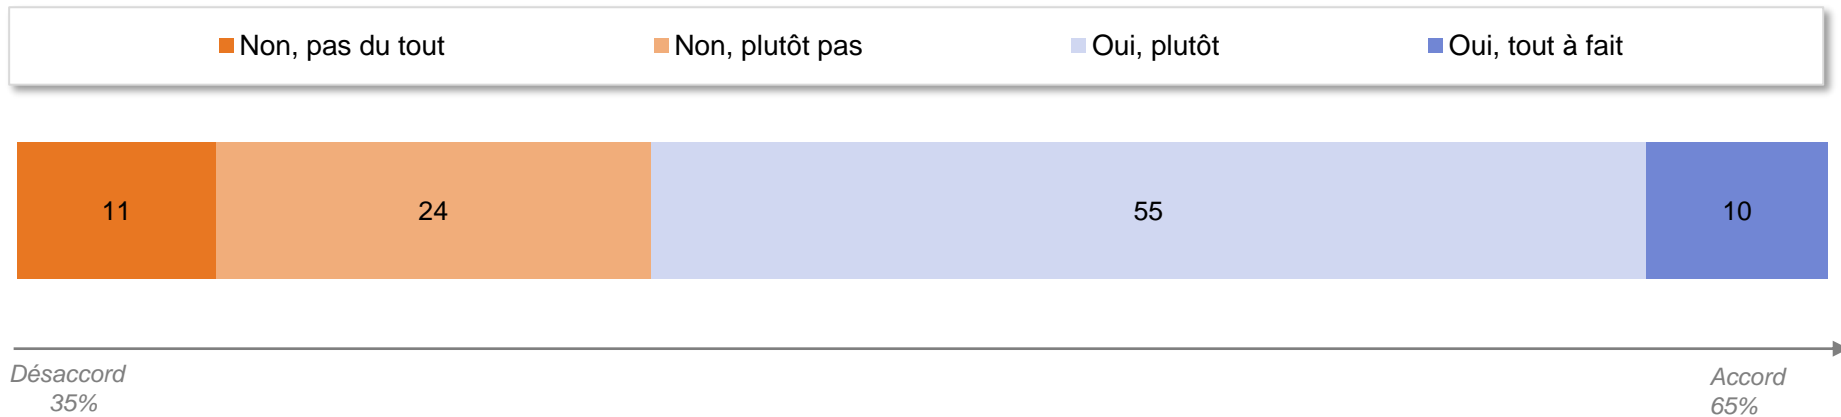 Non, pas du tout Non, plutôt pas Oui, plutôt Oui, tout à fait
11 24 55 10
Désaccord Accord
35% 65%